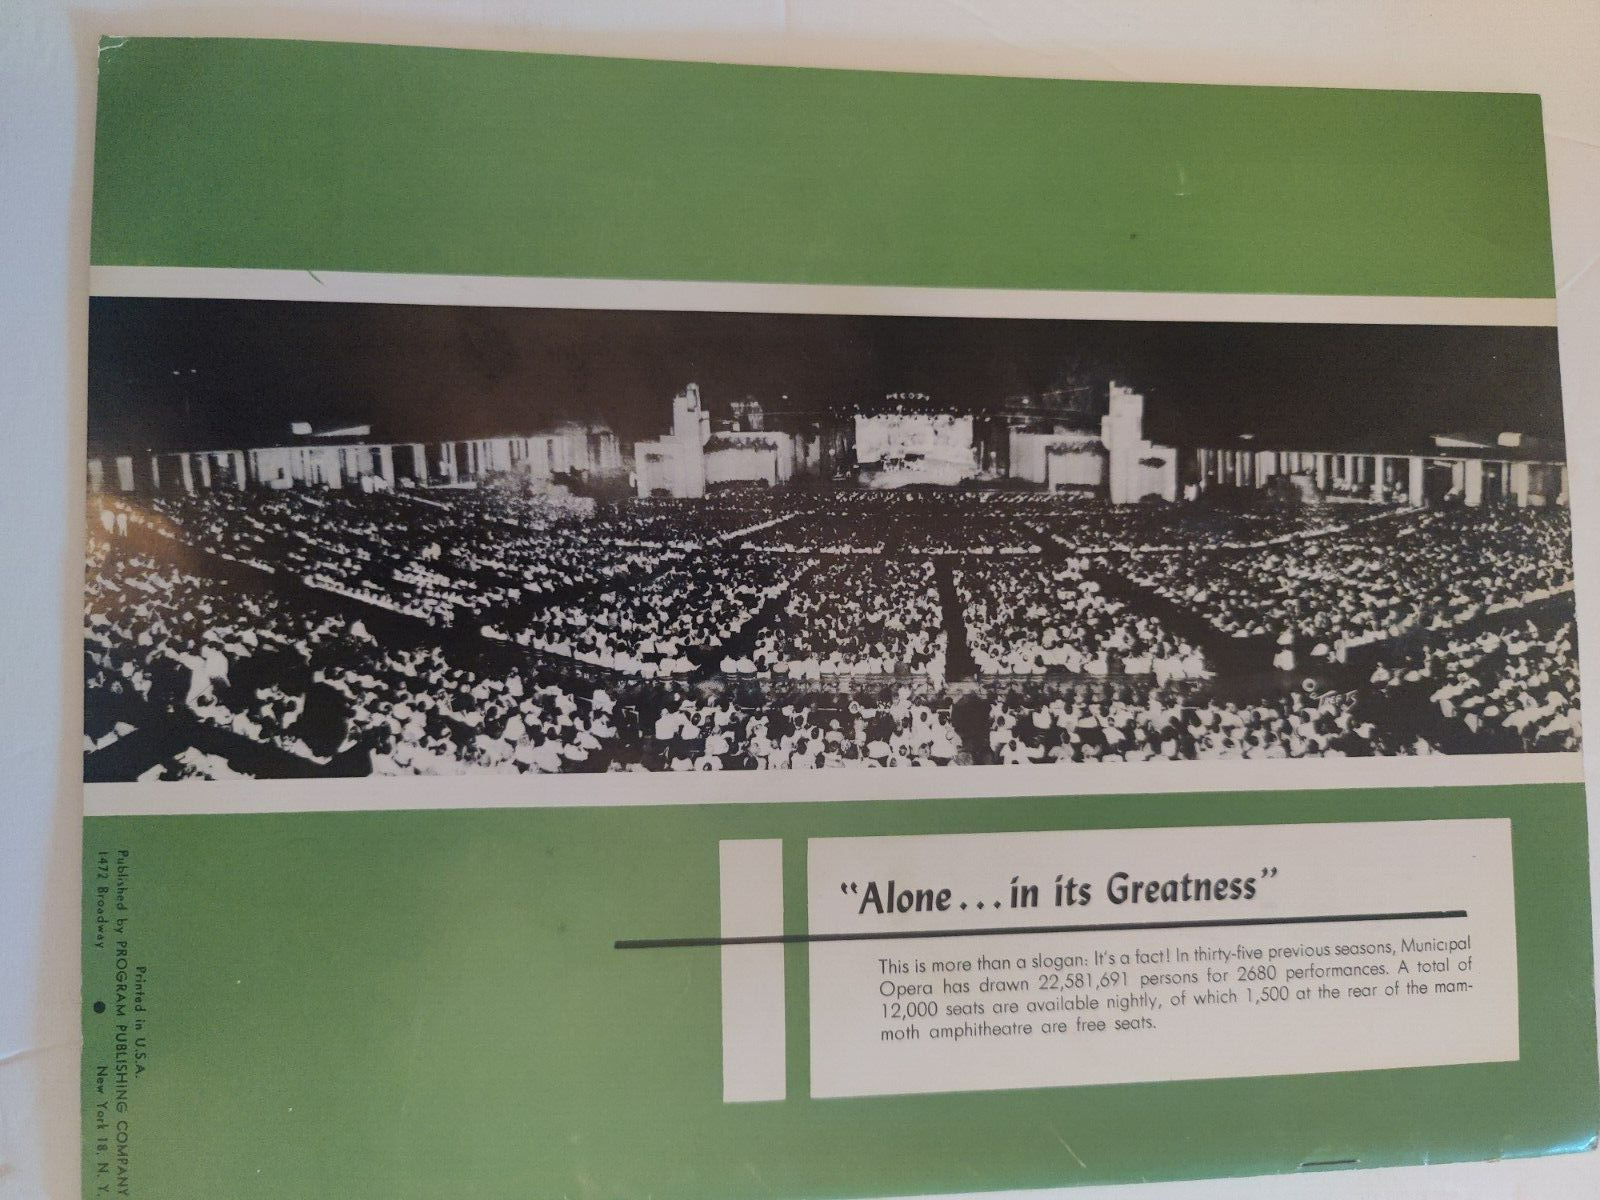 "Alone...in its Greatness"
This is more than a slogan: It's a fact! In thirty-five previous seasons, Municipal
Opera has drawn 22,581,691 persons for 2680 performances. A total of
12,000 seats are available nightly, of which 1,500 at the rear of the mam-
moth amphitheatre are free seats.
Printed in U.S.A.
Published by PROGRAM PUBLISHING COMPANY
1472 Broadway ● New York 18, N. Y.